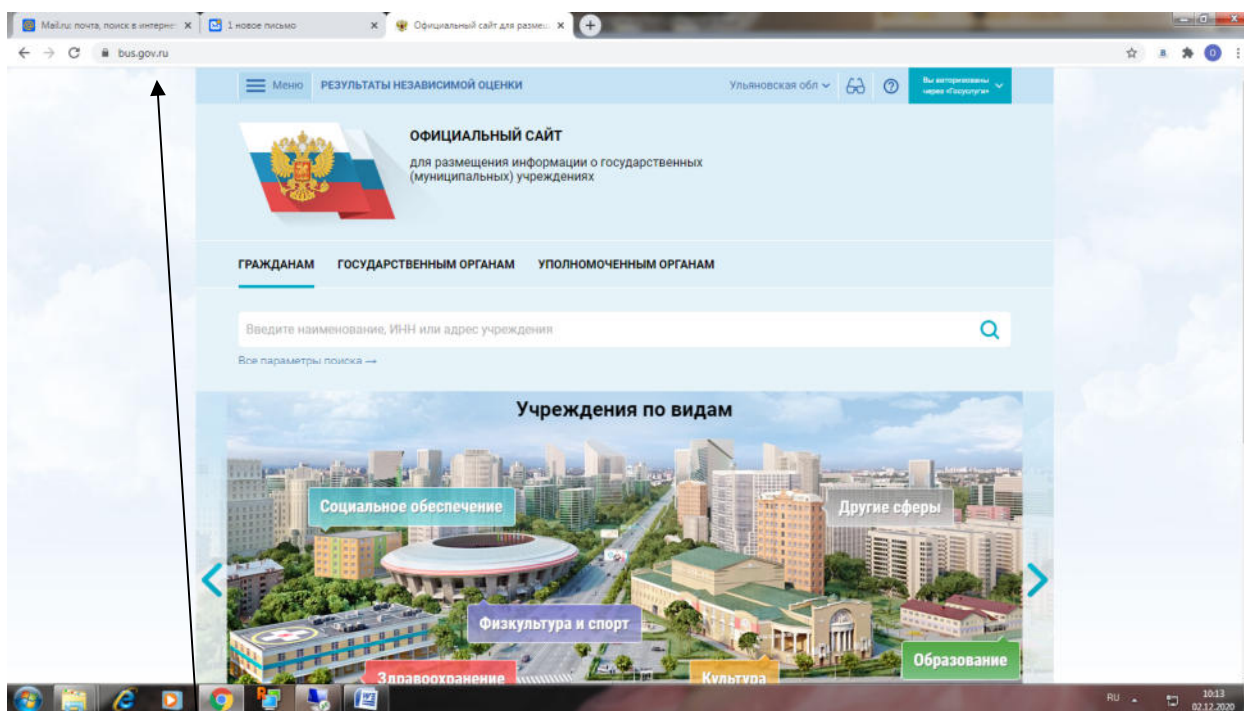 Mail.ru: почта, поиск в интернет
1 новое письмо
Официальный сайт для разме...
bus.gov.ru
Меню
РЕЗУЛЬТАТЫ НЕЗАВИСИМОЙ ОЦЕНКИ
Ульяновская обл
Вы авторизованы
через «Госуслуги»
ОФИЦИАЛЬНЫЙ САЙТ
для размещения информации о государственных
(муниципальных) учреждениях
ГРАЖДАНАМ
ГОСУДАРСТВЕННЫМ ОРГАНАМ
УПОЛНОМОЧЕННЫМ ОРГАНАМ
Введите наименование, ИНН или адрес учреждения
Все параметры поиска →
Учреждения по видам
Социальное обеспечение
Другие сферы
Физкультура и спорт
Образование
Здравоохранение
Культура
RU
10:13
02.12.2020